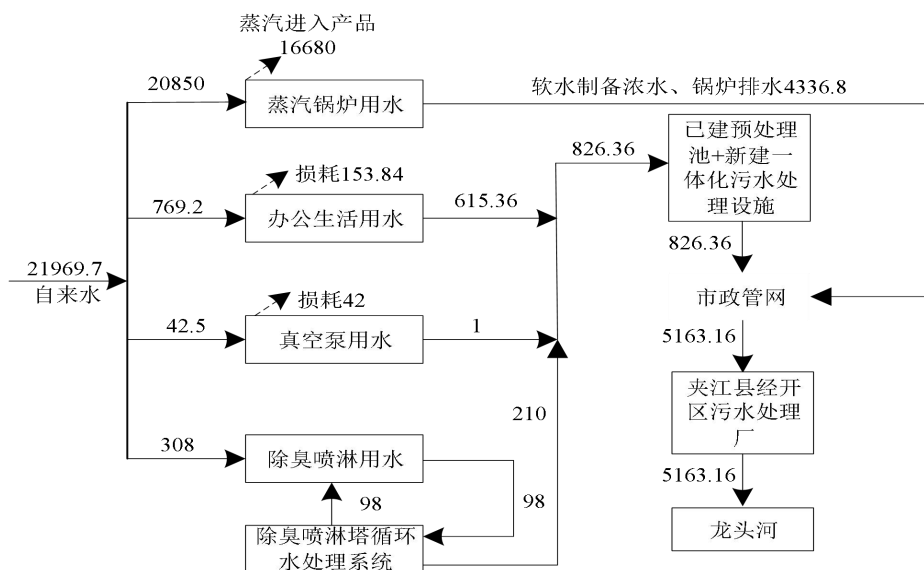 蒸汽进入产品
16680
20850
蒸汽锅炉用水
软水制备浓水、锅炉排水4336.8
已建预处理
池+新建一
体化污水处
理设施
826.36
损耗153.84
769.2
办公生活用水
615.36
826.36
21969.7
自来水
市政管网
损耗42
42.5
真空泵用水
1
5163.16
夹江县经开
区污水处理
厂
210
308
除臭喷淋用水
5163.16
98
98
龙头河
除臭喷淋塔循环
水处理系统